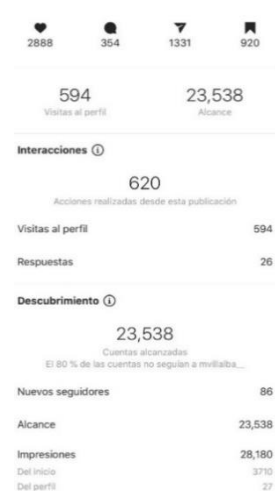 2888 354 1331 920
594 23,538
Visitas al perfil Alcance
Interacciones
620
Acciones realizadas desde esta publicación
Visitas al perfil 594
Respuestas 26
Descubrimiento
23,538
Cuentas alcanzadas
El 80 % de las cuentas no seguían a mvillalba__
Nuevos seguidores 86
Alcance 23,538
Impresiones 28,180
Del inicio 3710
Del perfil 27